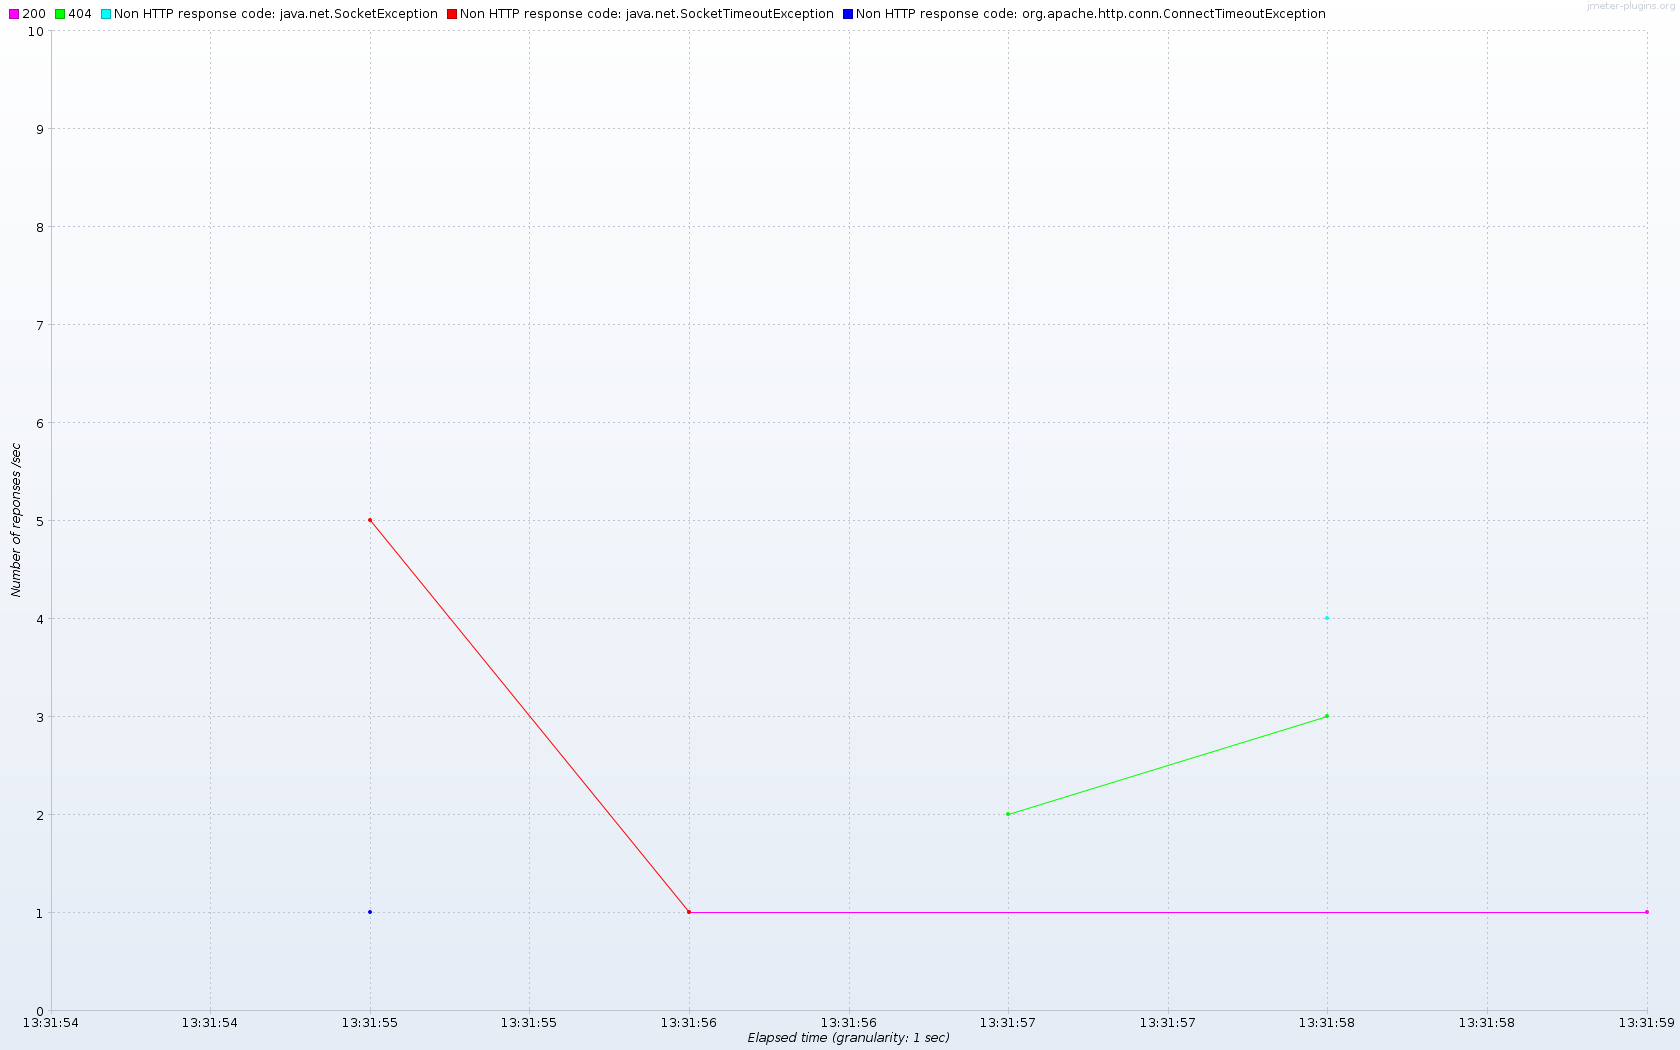 200 404 Non HTTP response code: java.net.SocketException Non HTTP response code: java.net.SocketTimeoutException Non HTTP response code: org.apache.http.conn.ConnectTimeoutException
jmeter-plugins.org
10
9
8
7
6
5
4
3
2
1
0
Number of reponses /sec
13:31:54 13:31:54 13:31:55 13:31:55 13:31:56 13:31:56 13:31:57 13:31:57 13:31:58 13:31:58 13:31:59
Elapsed time (granularity: 1 sec)